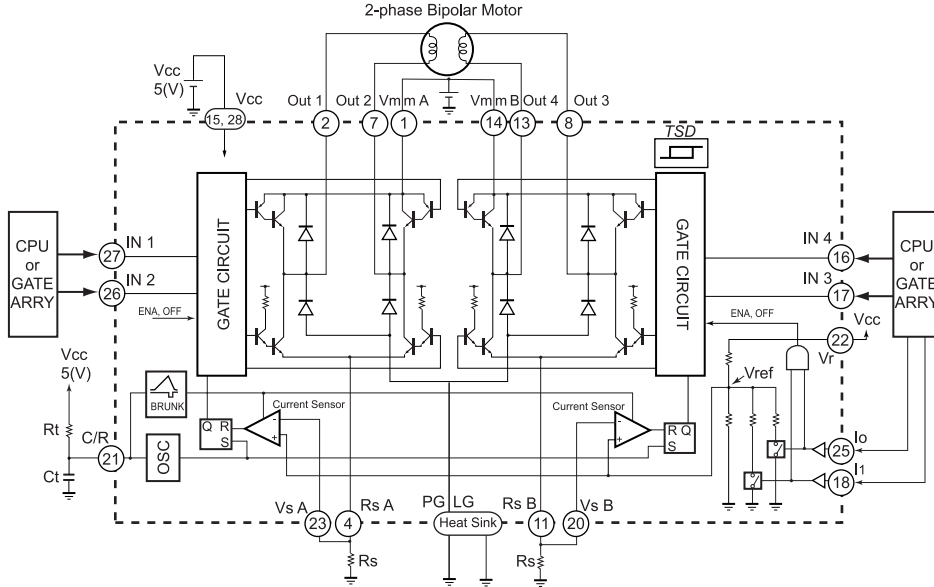 2-phase Bipolar Motor
Vcc
5(V)
Vcc
15, 28
Out 1
2
Out 2
7
Vmm A
1
Vmm B
14
Out 4
13
Out 3
8
TSD
CPU
or
GATE
ARRY
IN 1
27
IN 2
26
ENA, OFF
GATE CIRCUIT
GATE CIRCUIT
IN 4
16
IN 3
17
CPU
or
GATE
ARRY
ENA, OFF
22
Vcc
Vr
Vref
Vcc
5(V)
Rt
C/R
21
Ct
BRUNK
OSC
Q R
S
Current Sensor
-
+
Current Sensor
-
+
R Q
S
Io
25
I1
18
Vs A
23
Rs A
4
PG LG
Heat Sink
Rs B
11
Vs B
20
Rs
Rs